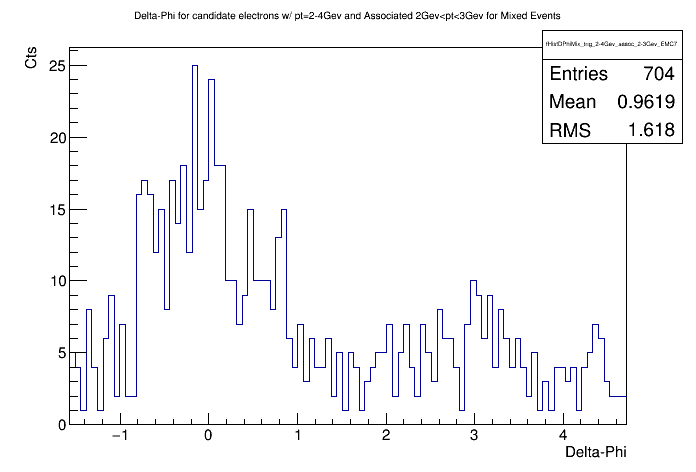 Delta-Phi for candidate electrons w/ pt=2-4Gev and Associated 2Gev<pt<3Gev for Mixed Events
Cts
fHistDPhiMix_trig_2-4Gev_assoc_2-3Gev_EMC7
Entries 704
Mean 0.9619
RMS 1.618
25
20
15
10
5
0
−1 0 1 2 3 4
Delta-Phi